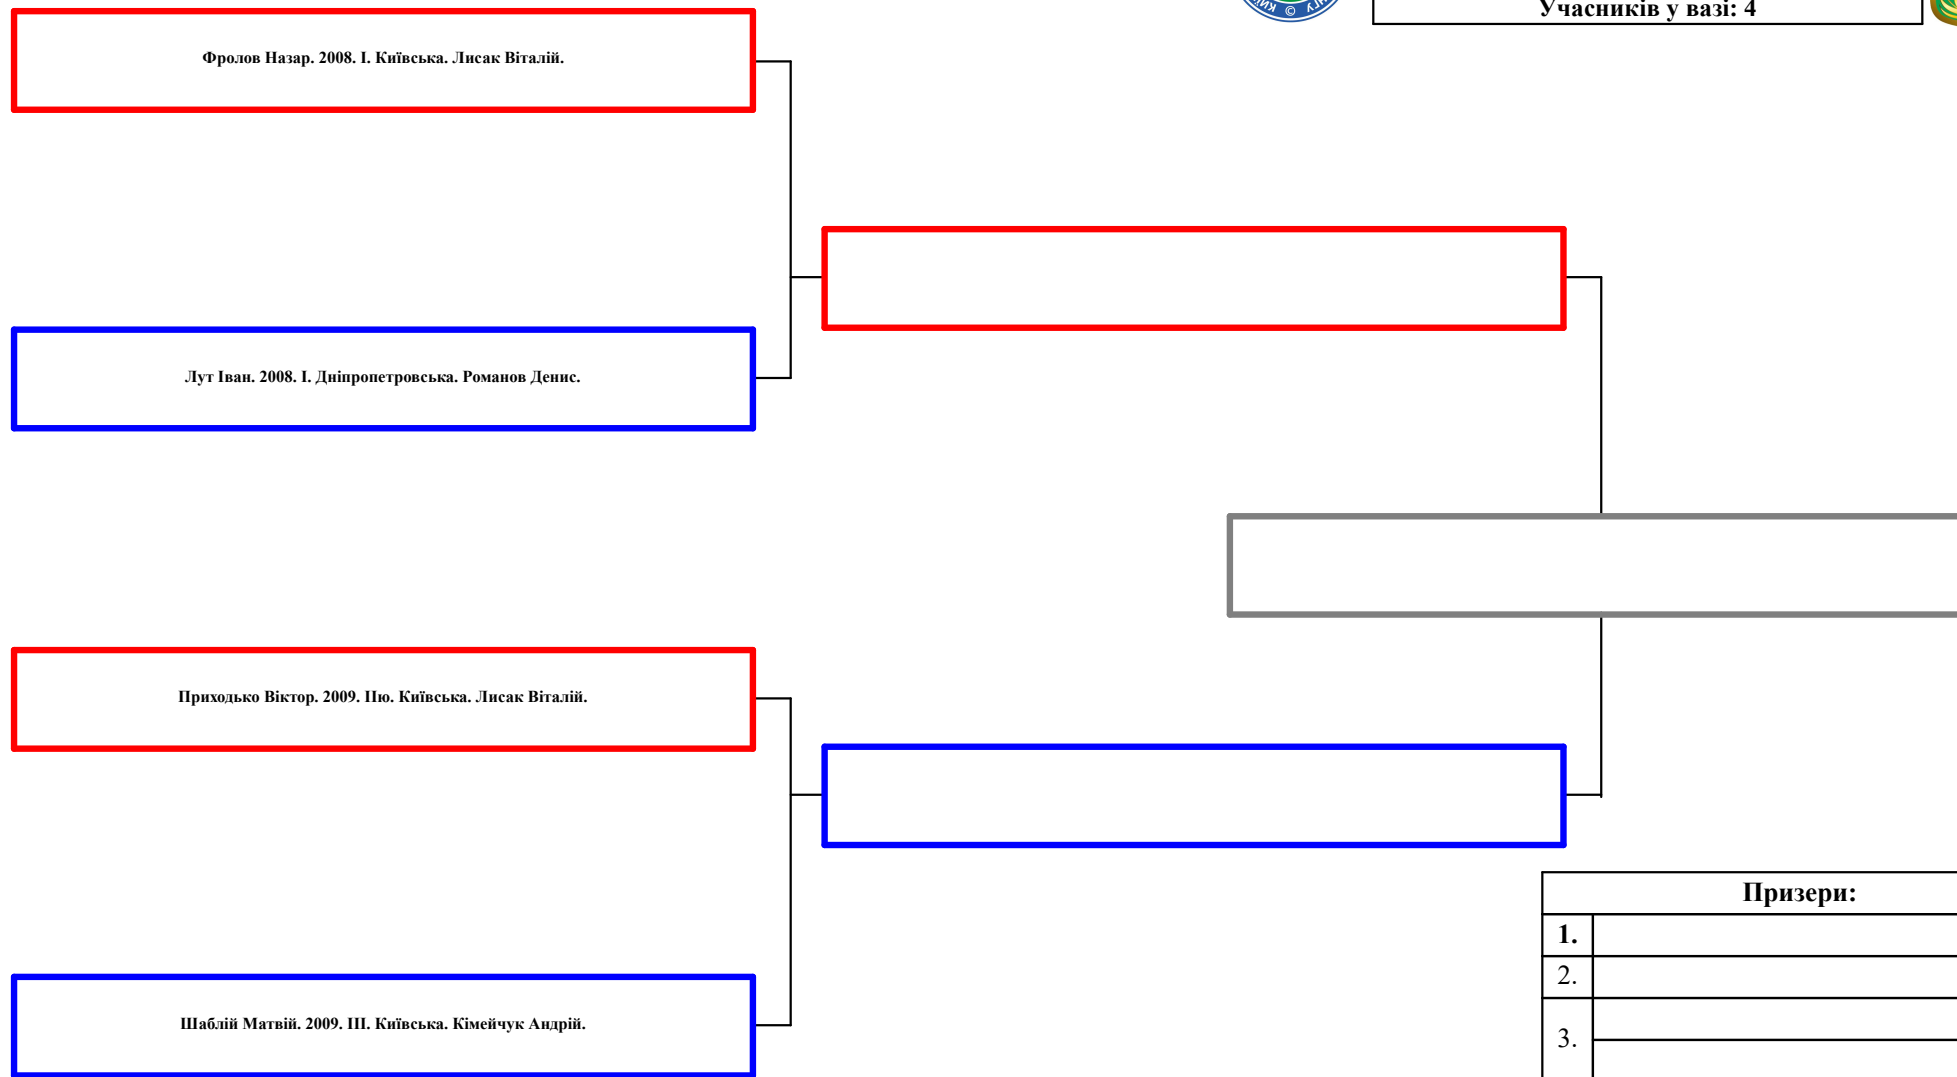 Учасників у вазі: 4
Фролов Назар. 2008. І. Київська. Лисак Віталій.
Лут Іван. 2008. І. Дніпропетровська. Романов Денис.
Приходько Віктор. 2009. ІІю. Київська. Лисак Віталій.
Шаблій Матвій. 2009. ІІІ. Київська. Кімейчук Андрій.
Призери:
1.
2.
3.